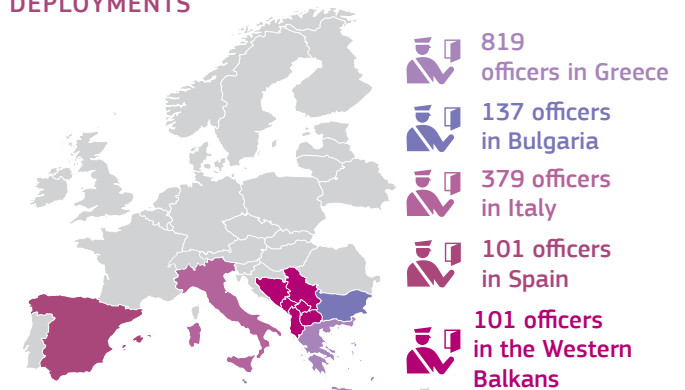 DEPLOYMENTS
819
officers in Greece
137 officers
in Bulgaria
379 officers
in Italy
101 officers
in Spain
101 officers
in the Western
Balkans